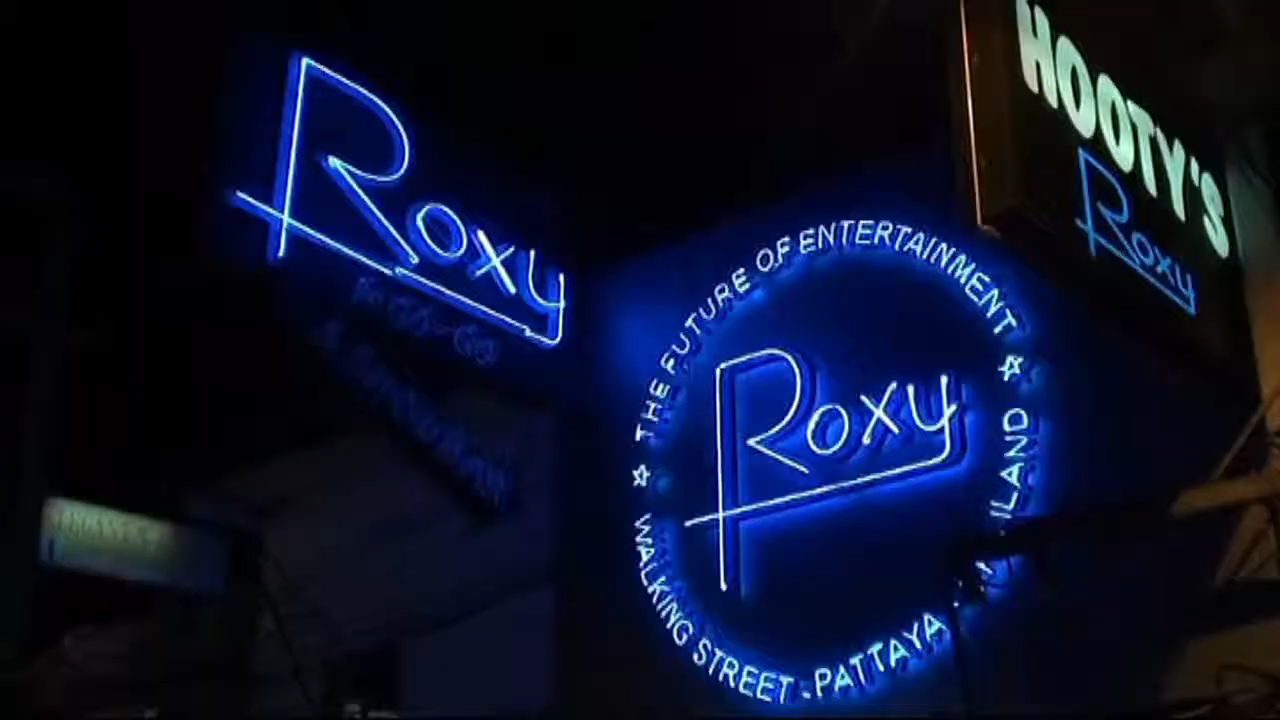 Roxy
HOOTY'S
Roxy
THE FUTURE OF ENTERTAINMENT
Roxy
WALKING STREET . PATTAYA